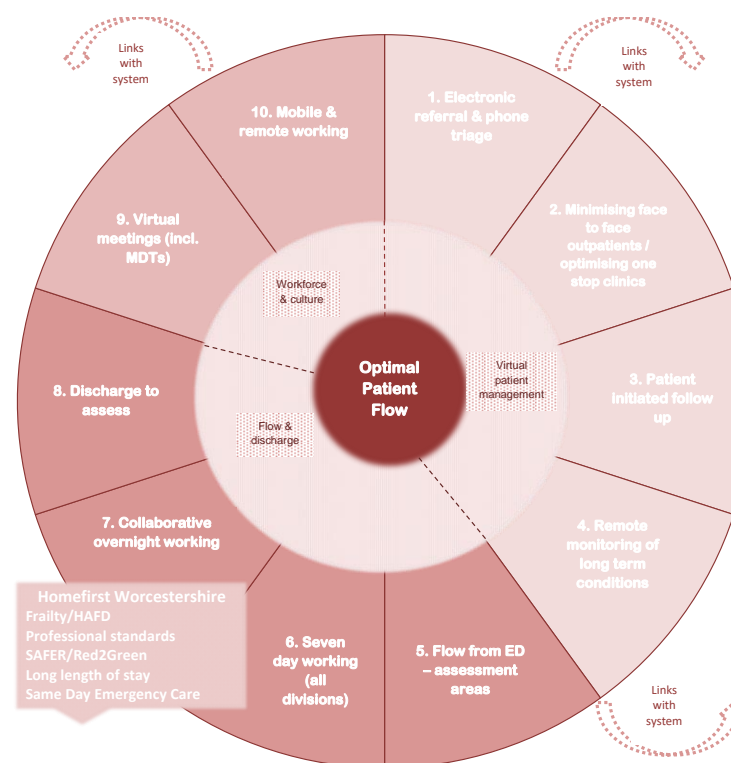 Links
with
system
Links
with
system
10. Mobile &
remote working
1. Electronic
referral & phone
triage
9. Virtual
meetings (incl.
MDTs)
2. Minimising face
to face
outpatients /
optimising one
stop clinics
Workforce
& culture
Optimal
Patient
Flow
Virtual
patient
management
8. Discharge to
assess
3. Patient
initiated follow
up
Flow &
discharge
7. Collaborative
overnight working
4. Remote
monitoring of
long term
conditions
Homefirst Worcestershire
Frailty/HAFD
Professional standards
SAFER/Red2Green
Long length of stay
Same Day Emergency Care
6. Seven
day working
(all
divisions)
5. Flow from ED
– assessment
areas
Links
with
system